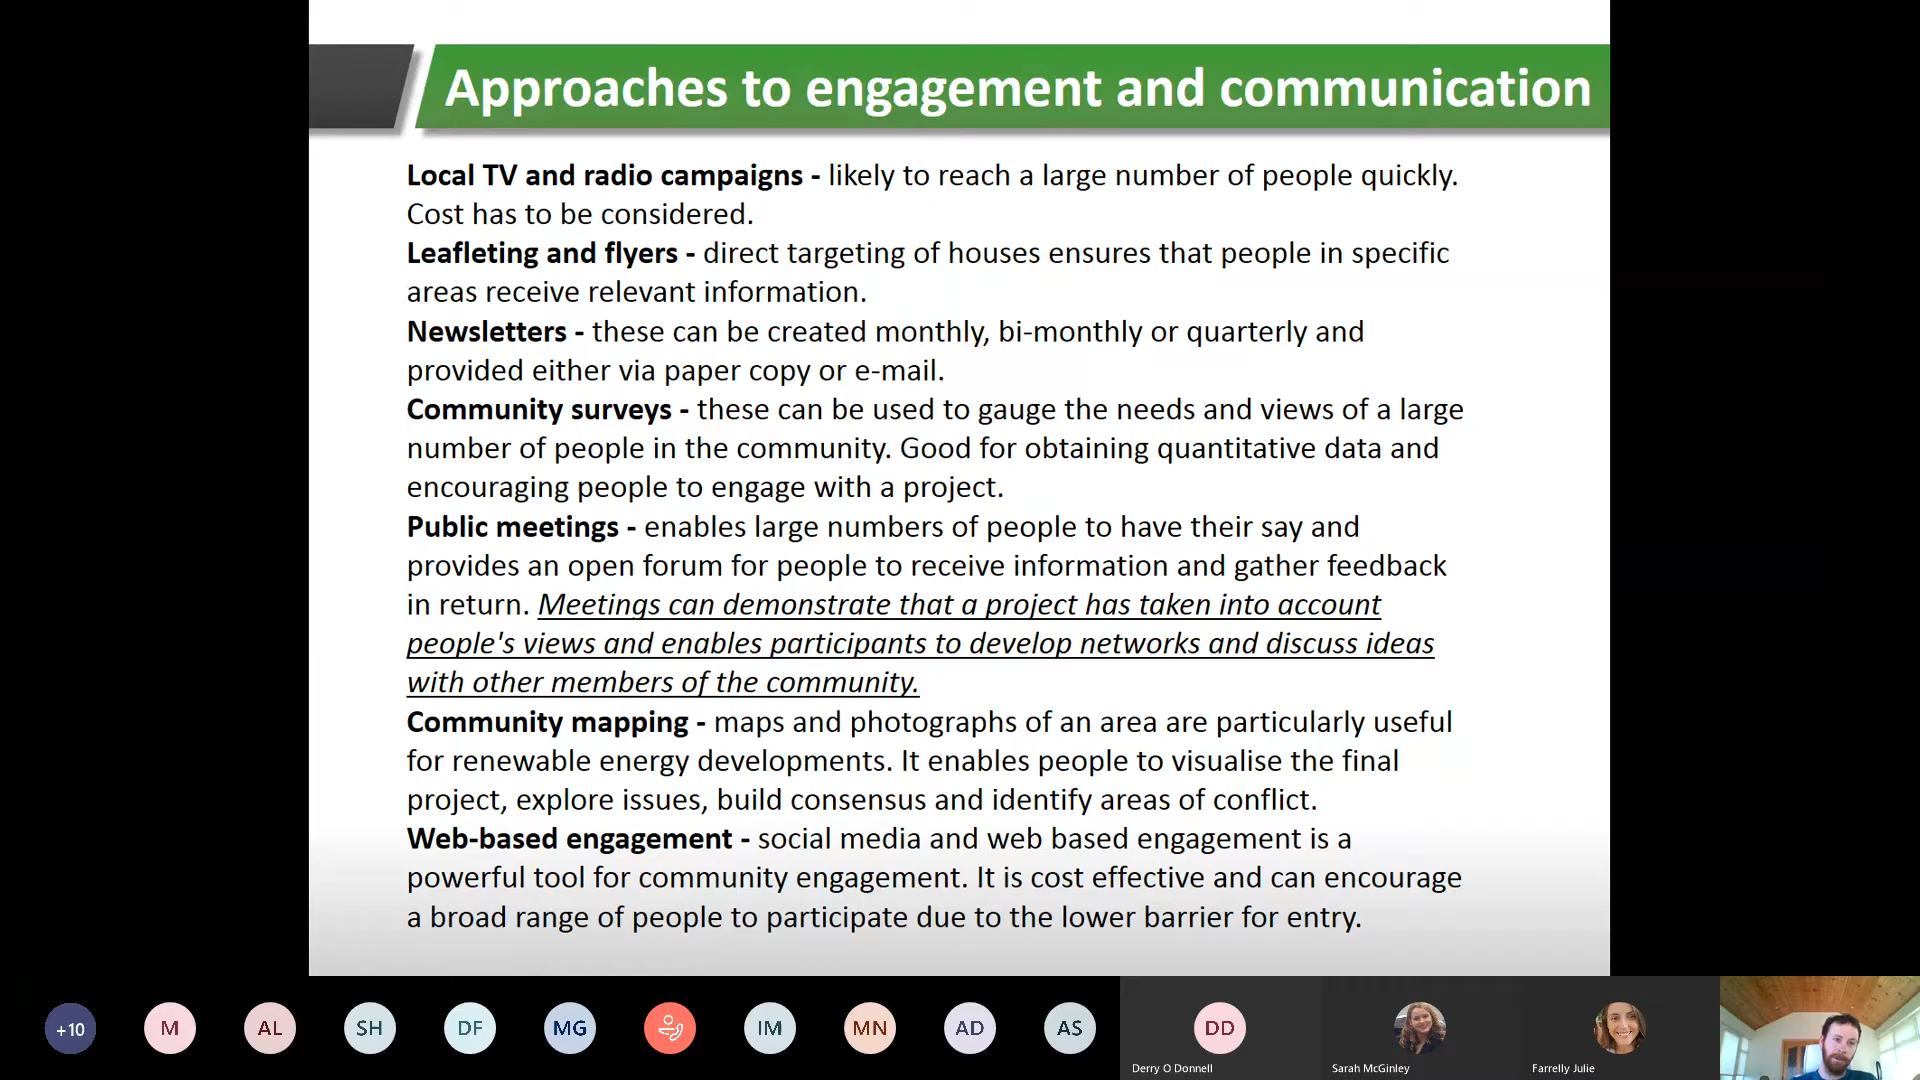 Approaches to engagement and communication
Local TV and radio campaigns - likely to reach a large number of people quickly.
Cost has to be considered.
Leafleting and flyers - direct targeting of houses ensures that people in specific
areas receive relevant information.
Newsletters - these can be created monthly, bi-monthly or quarterly and
provided either via paper copy or e-mail.
Community surveys - these can be used to gauge the needs and views of a large
number of people in the community. Good for obtaining quantitative data and
encouraging people to engage with a project.
Public meetings - enables large numbers of people to have their say and
provides an open forum for people to receive information and gather feedback
in return. Meetings can demonstrate that a project has taken into account
people's views and enables participants to develop networks and discuss ideas
with other members of the community.
Community mapping - maps and photographs of an area are particularly useful
for renewable energy developments. It enables people to visualise the final
project, explore issues, build consensus and identify areas of conflict.
Web-based engagement - social media and web based engagement is a
powerful tool for community engagement. It is cost effective and can encourage
a broad range of people to participate due to the lower barrier for entry.
+10 M AL SH DF MG IM MN AD AS DD
Derry O Donnell Sarah McGinley Farrelly Julie